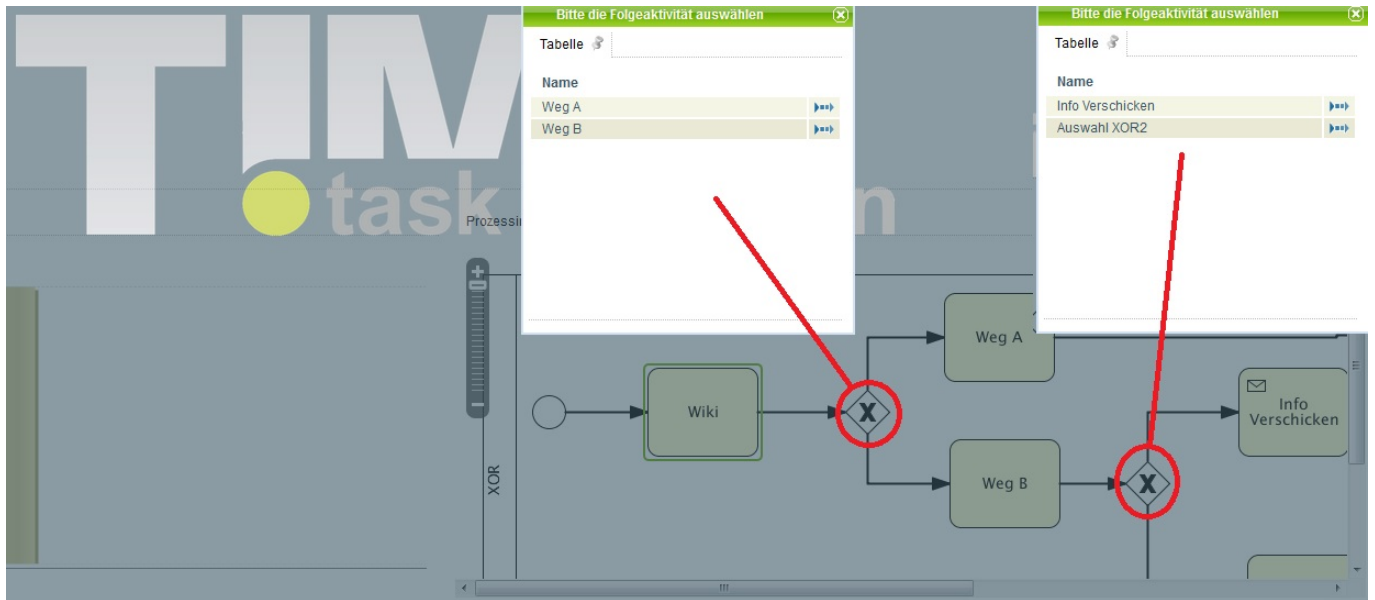 Bitte die Folgeaktivität auswählen
Tabelle
Name
Weg A
Weg B
Bitte die Folgeaktivität auswählen
Tabelle
Name
Info Verschicken
Auswahl XOR2
TIM
task
n
XOR
Wiki
X
Weg A
Weg B
X
Info
Verschicken